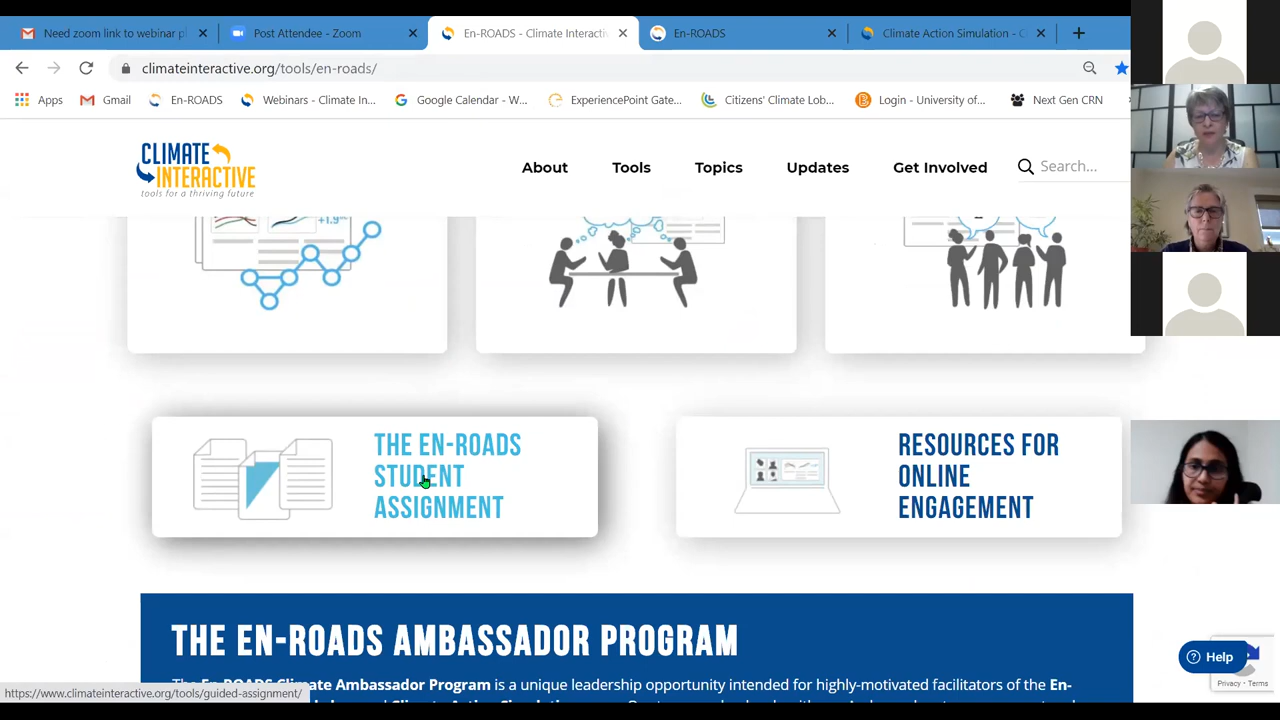 Need zoom link to webinar pl
Post Attendee - Zoom
En-ROADS - Climate Interacti
En-ROADS
Climate Action Simulation - C
climateinteractive.org/tools/en-roads/
Apps
Gmail
En-ROADS
Webinars - Climate In...
Google Calendar - W...
ExperiencePoint Gate...
Citizens' Climate Lob...
Login - University of...
Next Gen CRN
CLIMATE
INTERACTIVE
tools for a thriving future
About
Tools
Topics
Updates
Get Involved
Search...
THE EN-ROADS
STUDENT
ASSIGNMENT
RESOURCES FOR
ONLINE
ENGAGEMENT
THE EN-ROADS AMBASSADOR PROGRAM
En-ROADS Climate Ambassador Program is a unique leadership opportunity intended for highly-motivated facilitators of the En-
Help
Privacy - Terms
https://www.climateinteractive.org/tools/guided-assignment/